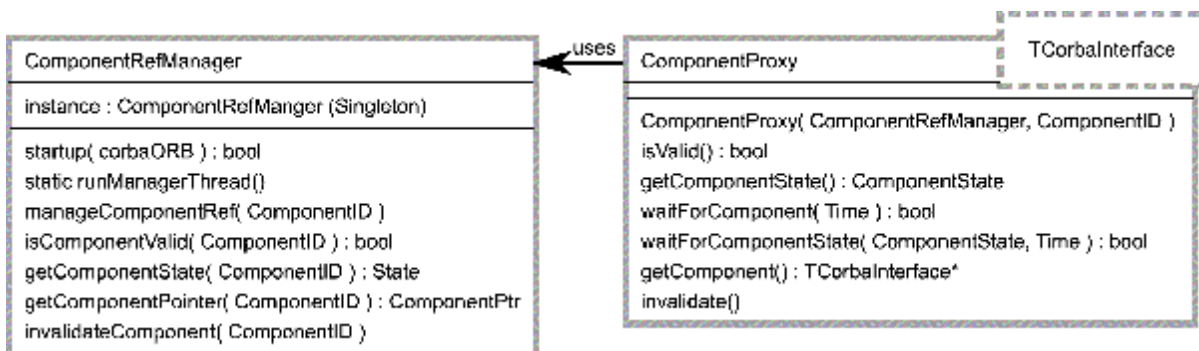 ComponentRefManager
instance : ComponentRefManger (Singleton)
startup( corbaORB ) : bool
static runManagerThread()
manageComponentRef( ComponentID )
isComponentValid( ComponentID ) : bool
getComponentState( ComponentID ) : State
getComponentPointer( ComponentID ) : ComponentPtr
invalidateComponent( ComponentID )
uses
TCorbaInterface
ComponentProxy
ComponentProxy( ComponentRefManager, ComponentID )
isValid() : bool
getComponentState() : ComponentState
waitForComponent( Time ) : bool
waitForComponentState( ComponentState, Time ) : bool
getComponent() : TCorbaInterface*
invalidate()